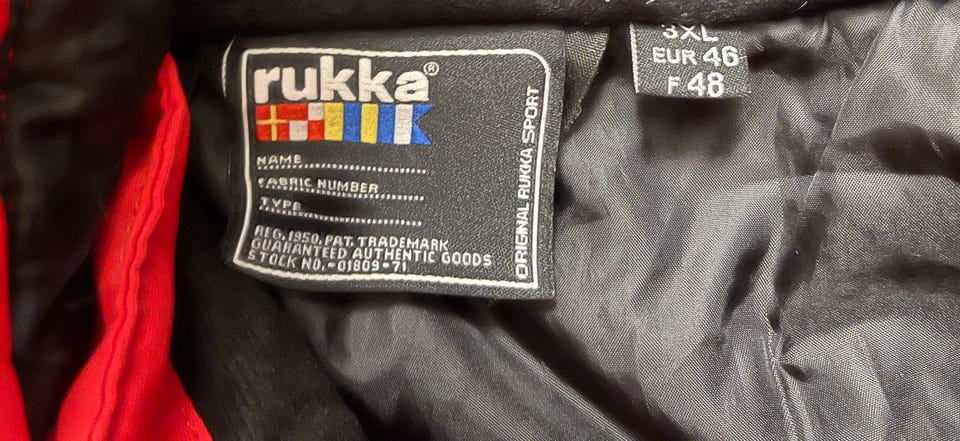 rukka®
NAME
FABRIC NUMBER
TYPE
REG. 1950. PAT. TRADEMARK
GUARANTEED AUTHENTIC GOODS
STOCK NO.-01809-71
ORIGINAL RUKKA SPORT
3XL
EUR 46
F 48